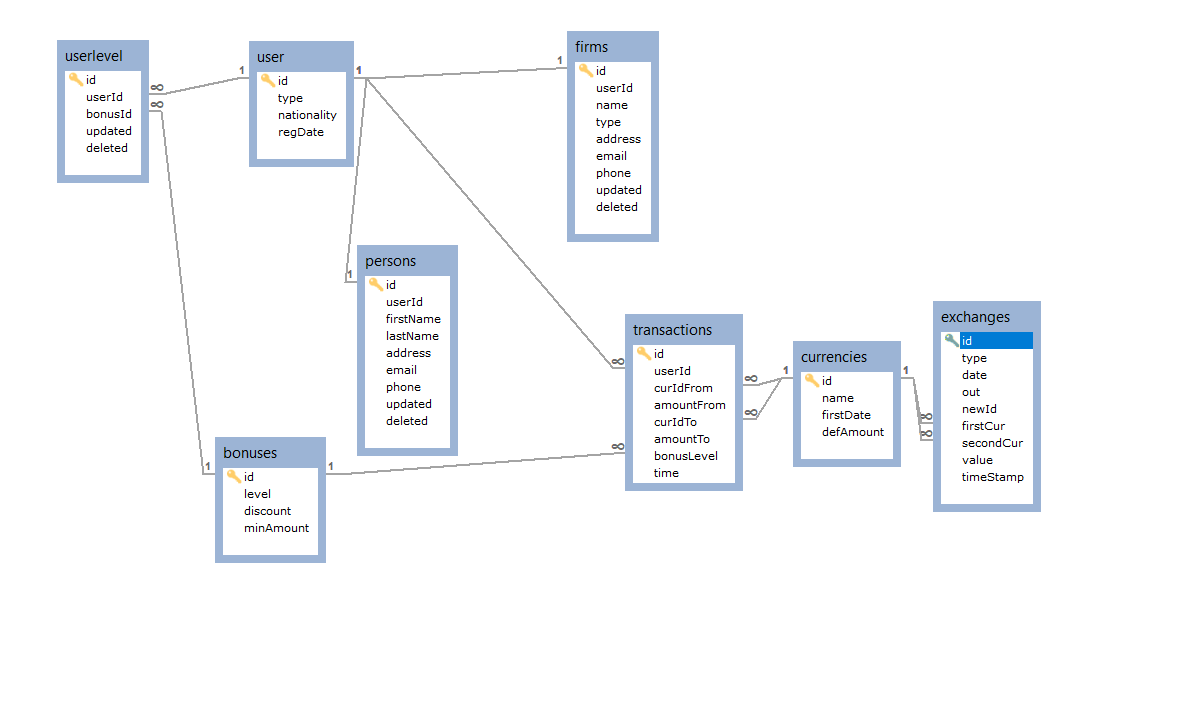 userlevel
id
userId
bonusId
updated
deleted
user
id
type
nationality
regDate
firms
id
userId
name
type
address
email
phone
updated
deleted
persons
id
userId
firstName
lastName
address
email
phone
updated
deleted
bonuses
id
level
discount
minAmount
transactions
id
userId
curIdFrom
amountFrom
curIdTo
amountTo
bonusLevel
time
currencies
id
name
firstDate
defAmount
exchanges
id
type
date
out
newId
firstCur
secondCur
value
timeStamp
∞
∞
1
1
1
1
1
1
∞
∞
∞
∞
1
1
∞
∞